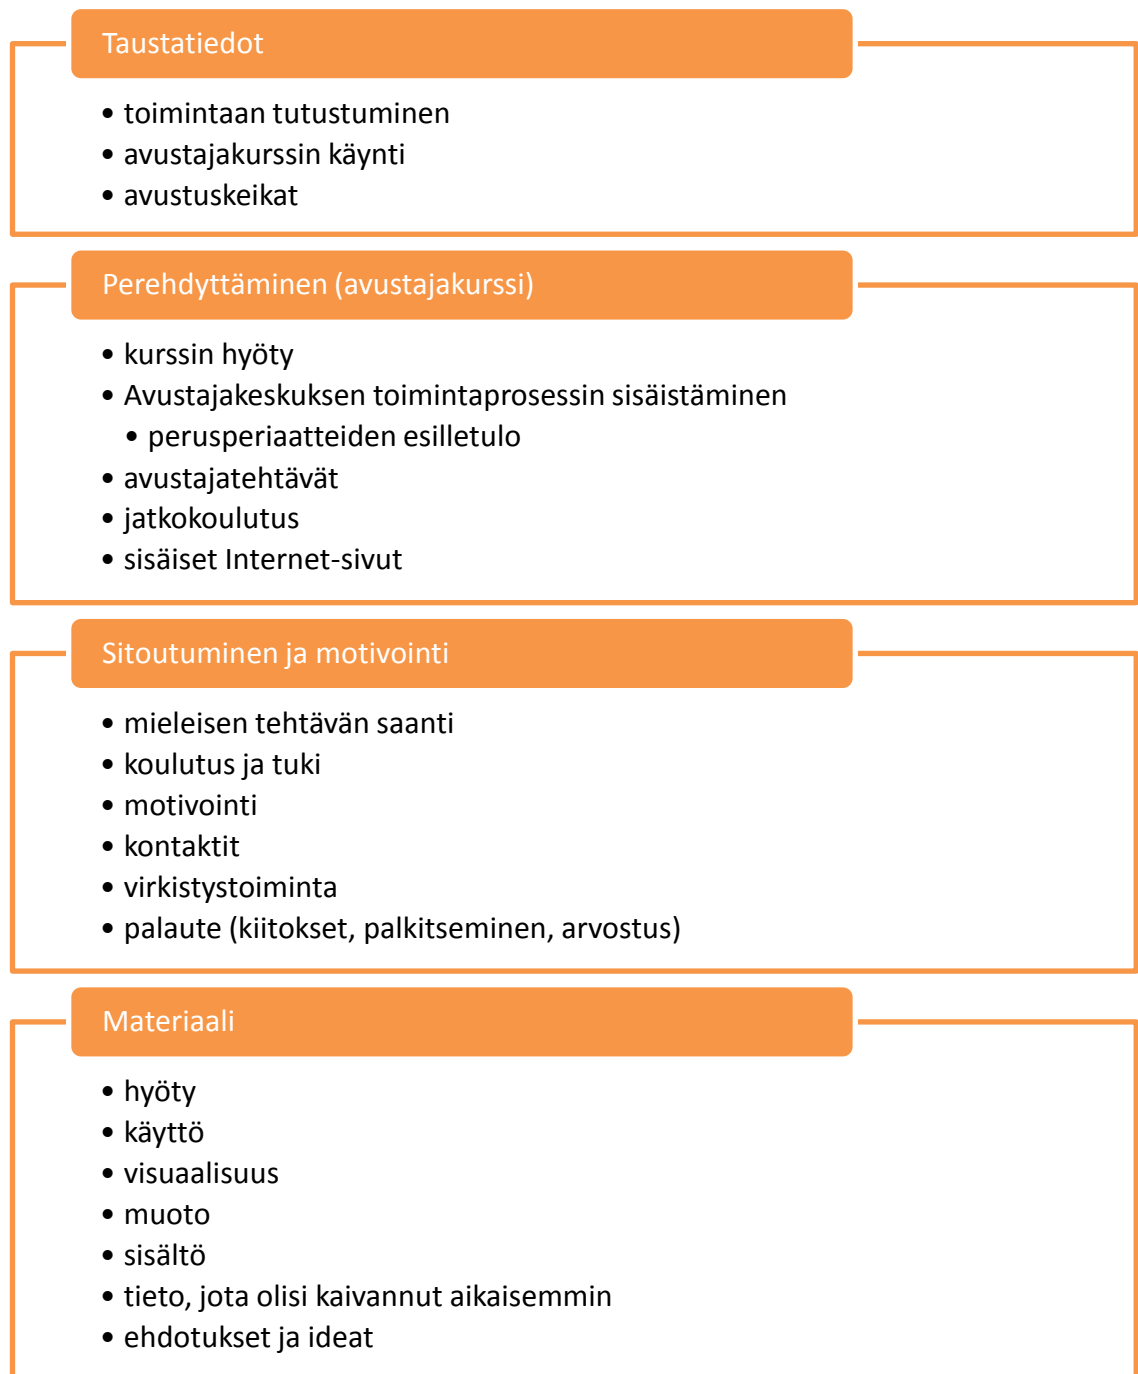 Taustatiedot
• toimintaan tutustuminen
• avustajakurssin käynti
• avustuskeikat
Perehdyttäminen (avustajakurssi)
• kurssin hyöty
• Avustajakeskuksen toimintaprosessin sisäistäminen
• perusperiaatteiden esilletulo
• avustajatehtävät
• jatkokoulutus
• sisäiset Internet-sivut
Sitoutuminen ja motivointi
• mieleisen tehtävän saanti
• koulutus ja tuki
• motivointi
• kontaktit
• virkistystoiminta
• palaute (kiitokset, palkitseminen, arvostus)
Materiaali
• hyöty
• käyttö
• visuaalisuus
• muoto
• sisältö
• tieto, jota olisi kaivannut aikaisemmin
• ehdotukset ja ideat